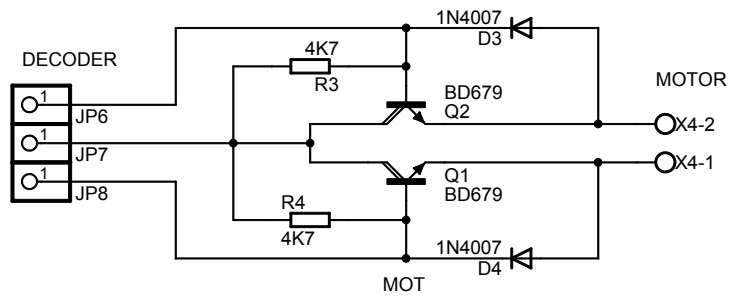 1N4007
D3
DECODER
4K7
R3
MOTOR
BD679
Q2
1
JP6
X4-2
1
JP7
X4-1
Q1
BD679
1
JP8
R4
4K7
1N4007
D4
MOT